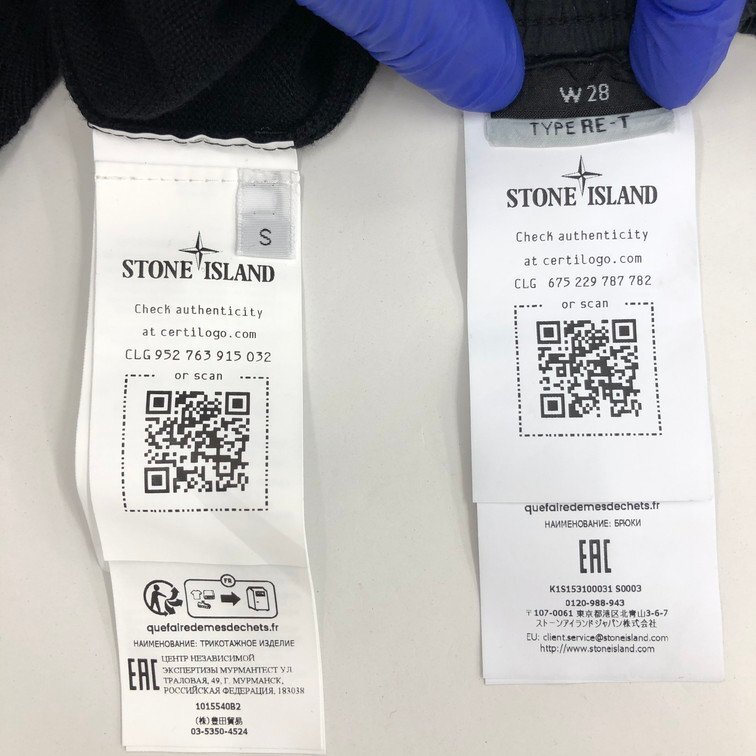 S
STONE ISLAND
Check authenticity
at certilogo.com
CLG 952 763 915 032
or scan
FR
quefairedemesdechets.fr
НАИМЕНОВАНИЕ: ТРИКОТАЖНОЕ ИЗДЕЛИЕ
EAC
ЦЕНТР НЕЗАВИСИМОЙ
ЭКСПЕРТИЗЫ МУРМАНТЕСТ УЛ.
ТРАЛОВАЯ, 49, Г. МУРМАНСК,
РОССИЙСКАЯ ФЕДЕРАЦИЯ, 183038
1015540B2
(株)豊田貿易
03-5350-4524
W 28
TYPE RE-T
STONE ISLAND
Check authenticity
at certilogo.com
CLG 675 229 787 782
or scan
quefairedemesdechets.fr
НАИМЕНОВАНИЕ: БРЮКИ
EAC
K1S153100031 S0003
0120-988-943
〒107-0061 東京都港区北青山3-6-7
ストーンアイランドジャパン株式会社
EU: client.service@stoneisland.com
http://www.stoneisland.com